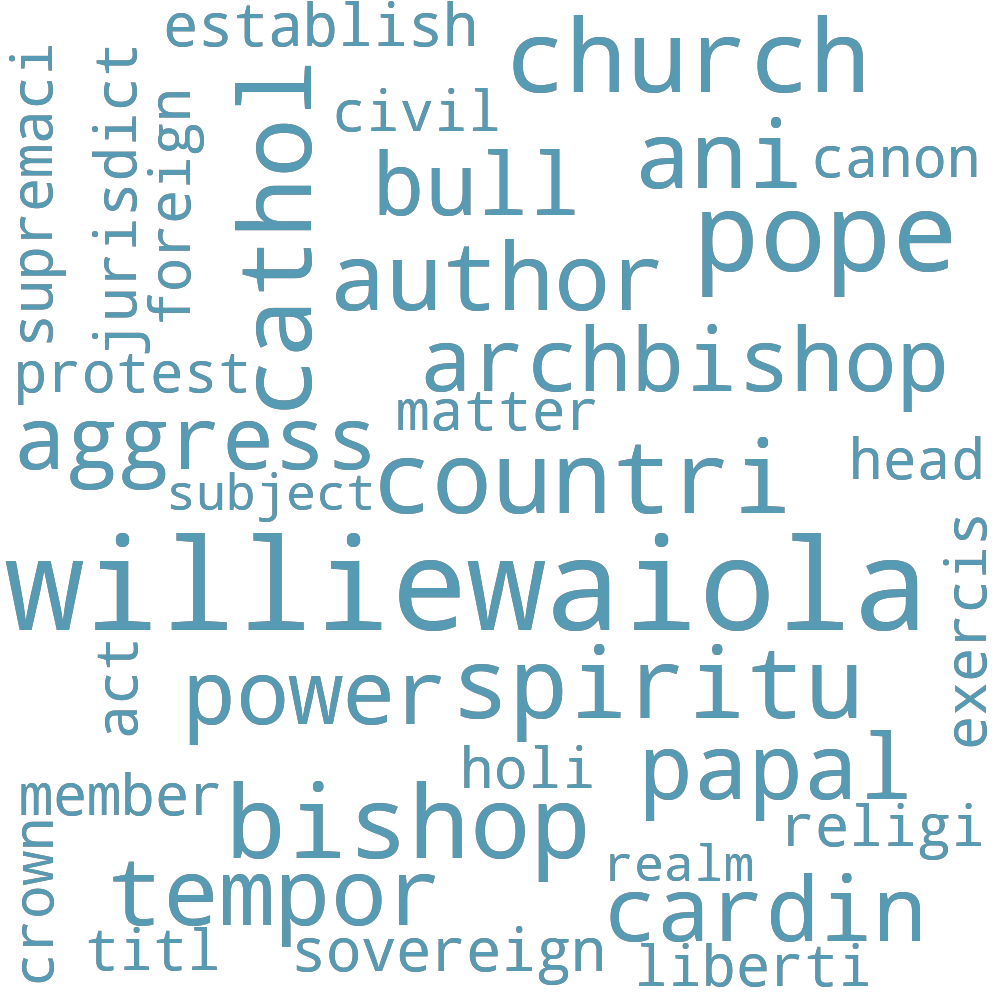 establish
church
supremaci
jurisdict
foreign
cathol
civil
bull
ani
canon
pope
author
archbishop
protest
matter
aggress
countri
head
subject
williewaiola
exercis
act
power
spiritu
papal
holi
member
bishop
religi
crown
tempor
realm
cardin
titl
sovereign
liberti